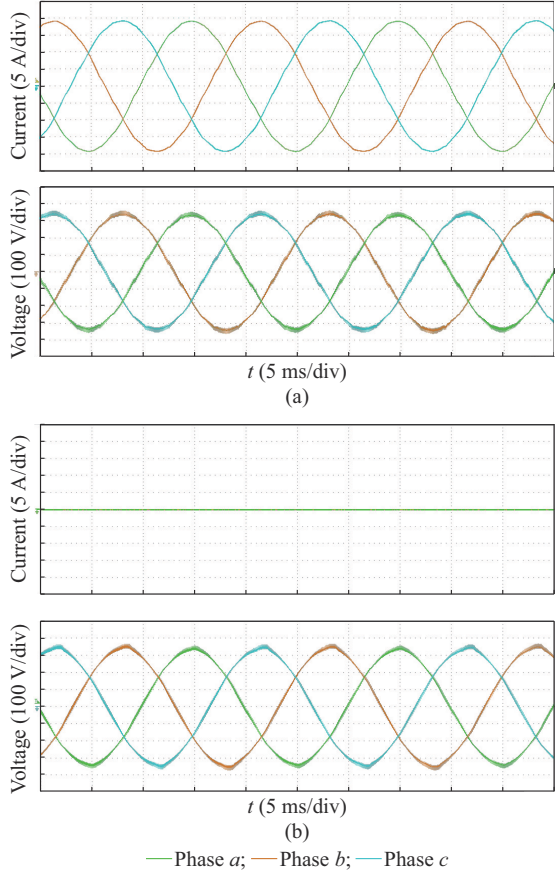 Current (5 A/div)
Voltage (100 V/div)
t (5 ms/div)
(a)
Current (5 A/div)
Voltage (100 V/div)
t (5 ms/div)
(b)
Phase a; Phase b; Phase c